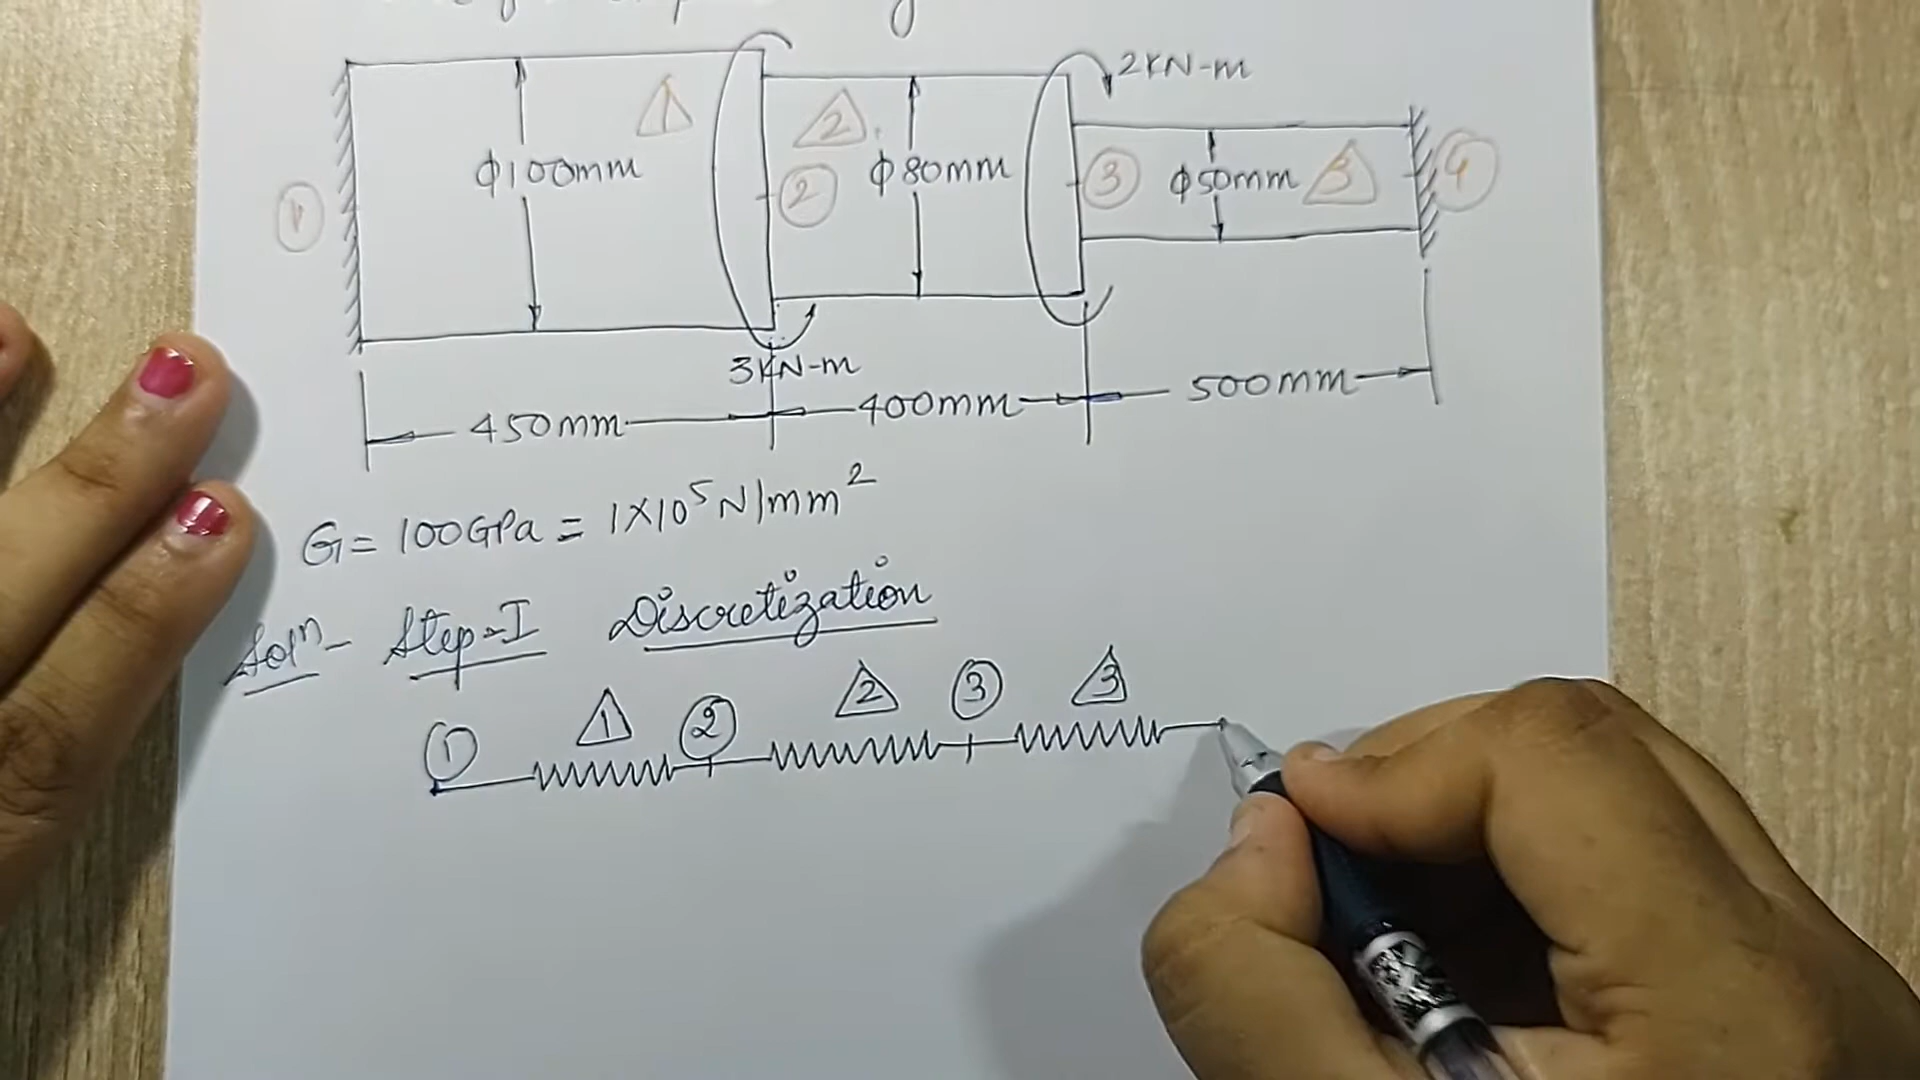 2KN-m
1 2
① φ100mm ② φ80mm ③ φ50mm 3 4
3KN-m
450mm 400mm 500mm
G = 100GPa = 1×10⁵ N/mm²
Solⁿ- Step-I Discretization
1 2 3
① ② ③